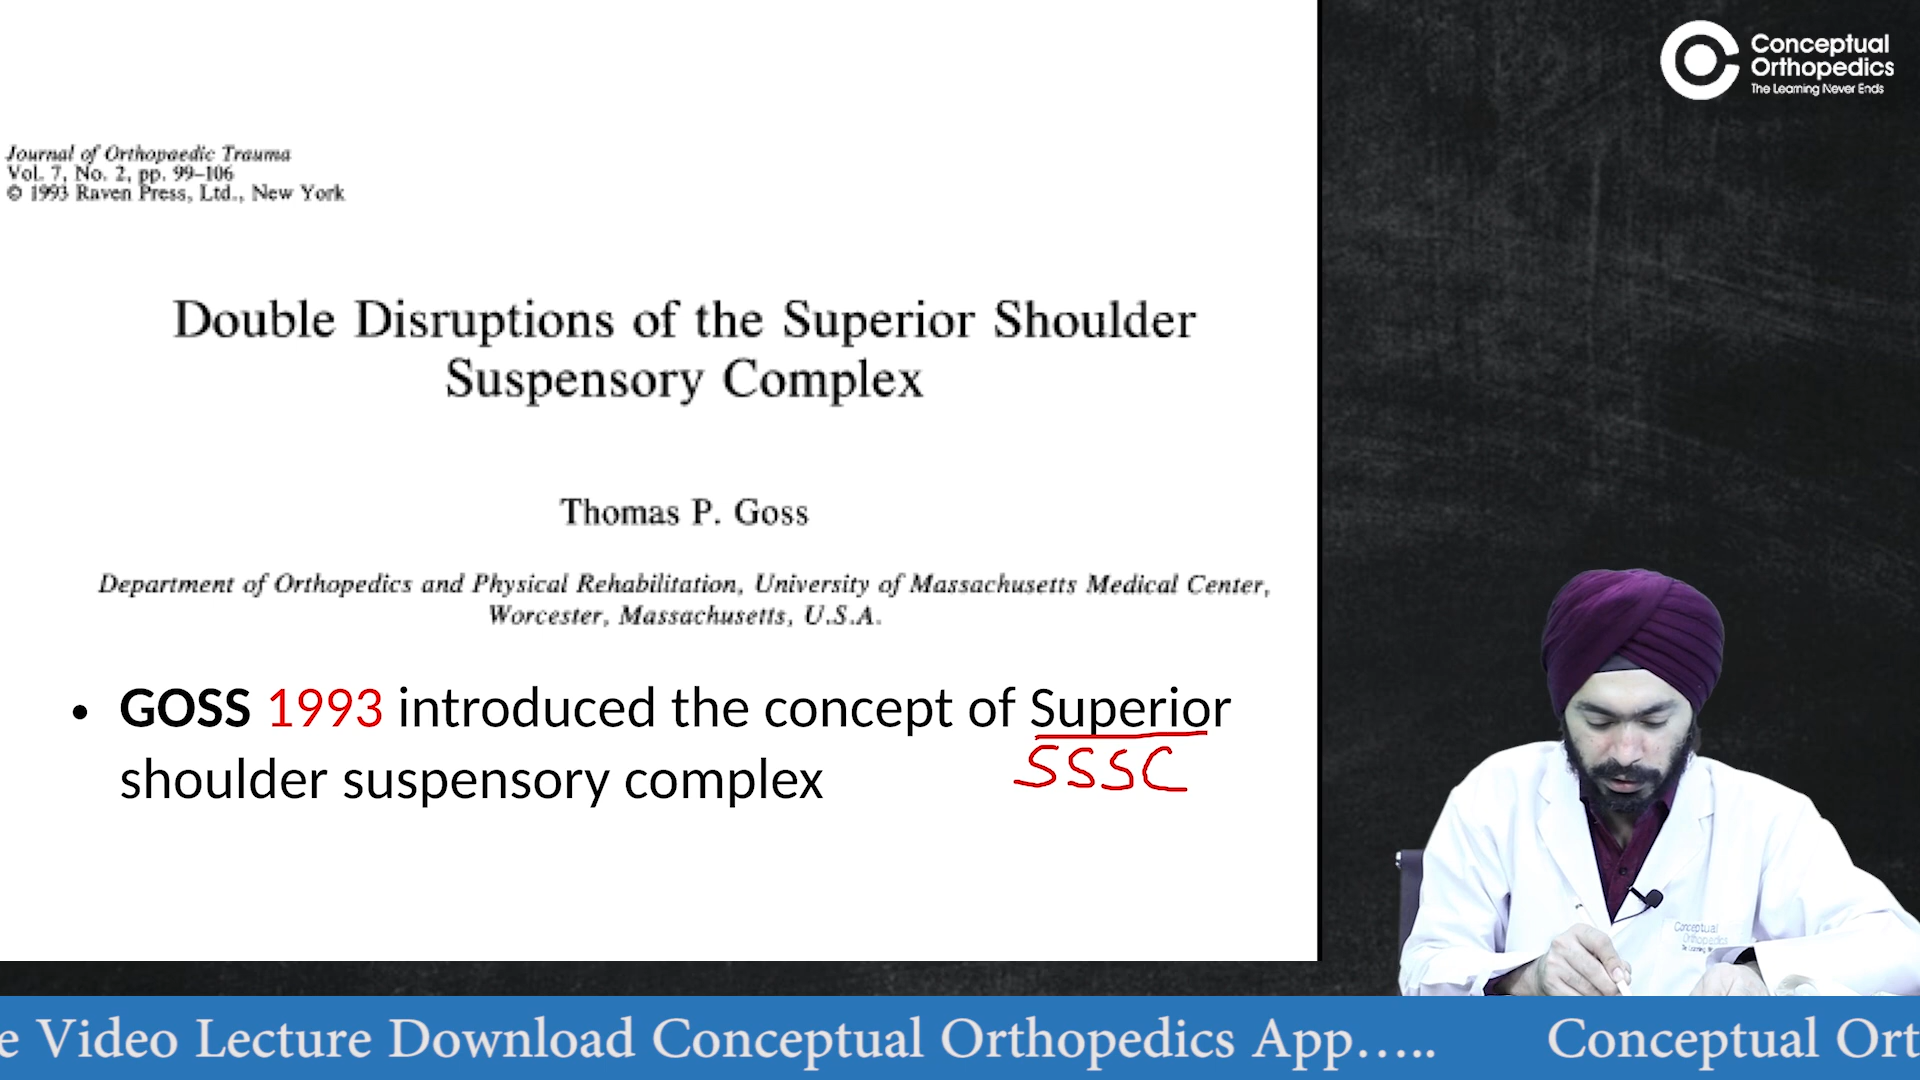 Conceptual
Orthopedics
The Learning Never Ends
Journal of Orthopaedic Trauma
Vol. 7, No. 2, pp. 99–106
© 1993 Raven Press, Ltd., New York
Double Disruptions of the Superior Shoulder
Suspensory Complex
Thomas P. Goss
Department of Orthopedics and Physical Rehabilitation, University of Massachusetts Medical Center,
Worcester, Massachusetts, U.S.A.
• GOSS 1993 introduced the concept of Superior
shoulder suspensory complex
SSSC
Conceptual
Orthopedics
e Video Lecture Download Conceptual Orthopedics App.....
Conceptual Ort